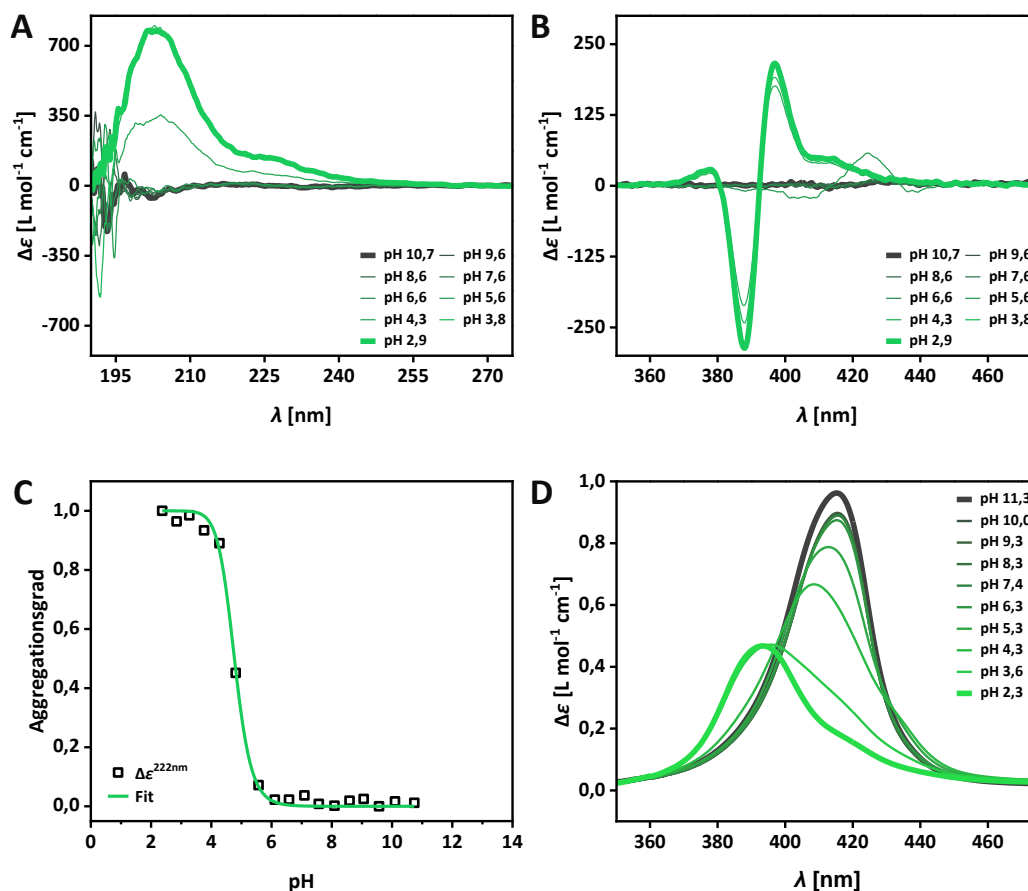 A
700
350
0
-350
-700
Δε [L mol⁻¹ cm⁻¹]
195 210 225 240 255 270
λ [nm]
pH 10,7 pH 9,6
pH 8,6 pH 7,6
pH 6,6 pH 5,6
pH 4,3 pH 3,8
pH 2,9
B
250
125
0
-125
-250
Δε [L mol⁻¹ cm⁻¹]
360 380 400 420 440 460
λ [nm]
pH 10,7 pH 9,6
pH 8,6 pH 7,6
pH 6,6 pH 5,6
pH 4,3 pH 3,8
pH 2,9
C
1,0
0,8
0,6
0,4
0,2
0,0
Aggregationsgrad
0 2 4 6 8 10 12 14
pH
Δε²²²ⁿᵐ
Fit
D
1,0
0,8
0,6
0,4
0,2
0,0
Δε [L mol⁻¹ cm⁻¹]
360 380 400 420 440 460
λ [nm]
pH 11,3
pH 10,0
pH 9,3
pH 8,3
pH 7,4
pH 6,3
pH 5,3
pH 4,3
pH 3,6
pH 2,3